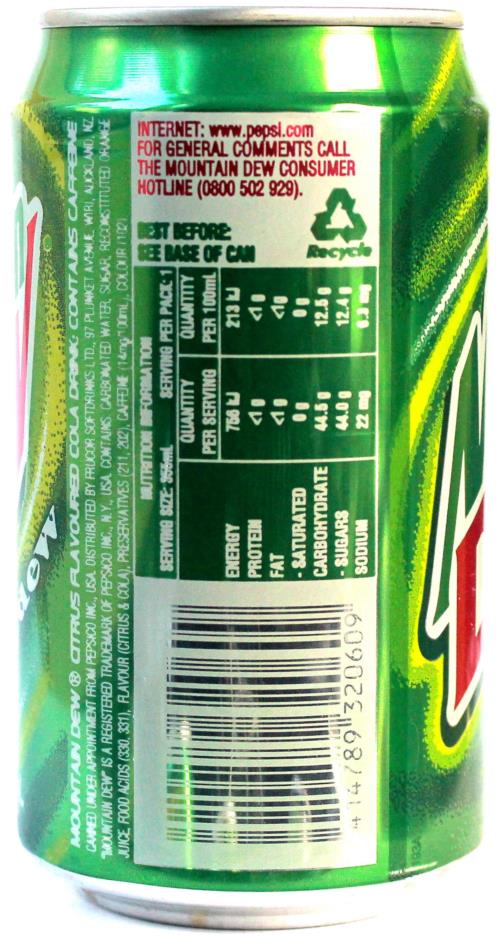 INTERNET: www.pepsi.com
FOR GENERAL COMMENTS CALL
THE MOUNTAIN DEW CONSUMER
HOTLINE (0800 502 929).
BEST BEFORE:
SEE BASE OF CAN
Recycle
MOUNTAIN DEW® CITRUS FLAVOURED COLA DRINK. CONTAINS CAFFEINE
CANNED UNDER APPOINTMENT FROM PEPSICO INC., USA, DISTRIBUTED BY FRUCOR SOFTDRINKS LTD., 97 PLUNKET AVENUE, WIRI, AUCKLAND, NZ.
"MOUNTAIN DEW" IS A REGISTERED TRADEMARK OF PEPSICO INC., N.Y., USA. CONTAINS: CARBONATED WATER, SUGAR, RECONSTITUTED ORANGE
JUICE, FOOD ACIDS (330, 331), FLAVOUR (CITRUS & COLA), PRESERVATIVES (211, 202), CAFFEINE (14mg/100mL), COLOUR (102)
NUTRITION INFORMATION
SERVING SIZE: 355mL SERVING PER PACK: 1
QUANTITY PER SERVING QUANTITY PER 100mL
ENERGY 756 kJ 213 kJ
PROTEIN <1 g <1 g
FAT <1 g <1 g
- SATURATED 0 g 0 g
CARBOHYDRATE 44.5 g 12.5 g
- SUGARS 44.0 g 12.4 g
SODIUM 22 mg 6.3 mg
4 14789 320609
dew